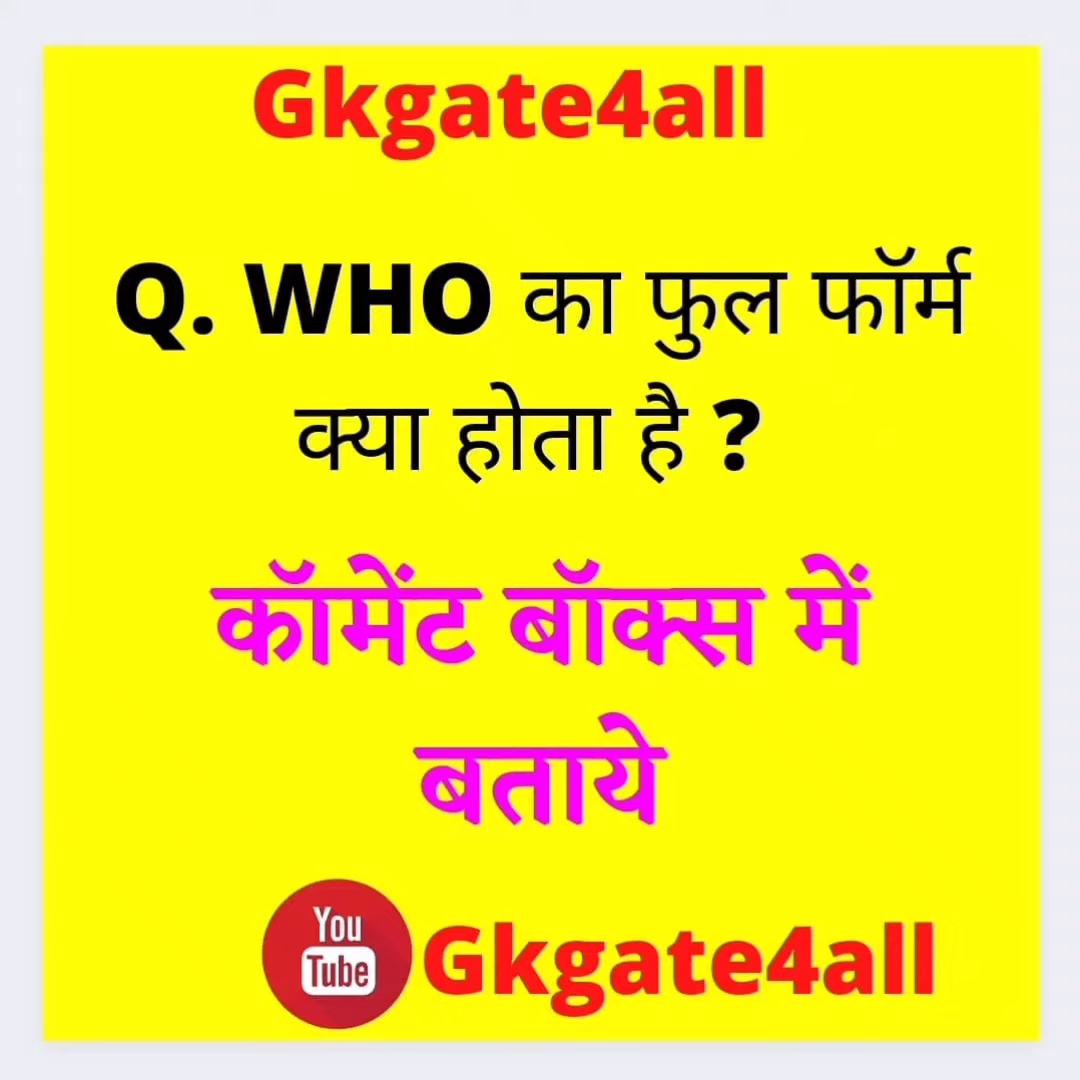 Gkgate4all
Q. WHO का फुल फॉर्म
क्या होता है ?
कॉमेंट बॉक्स में
बताये
You
Tube
Gkgate4all